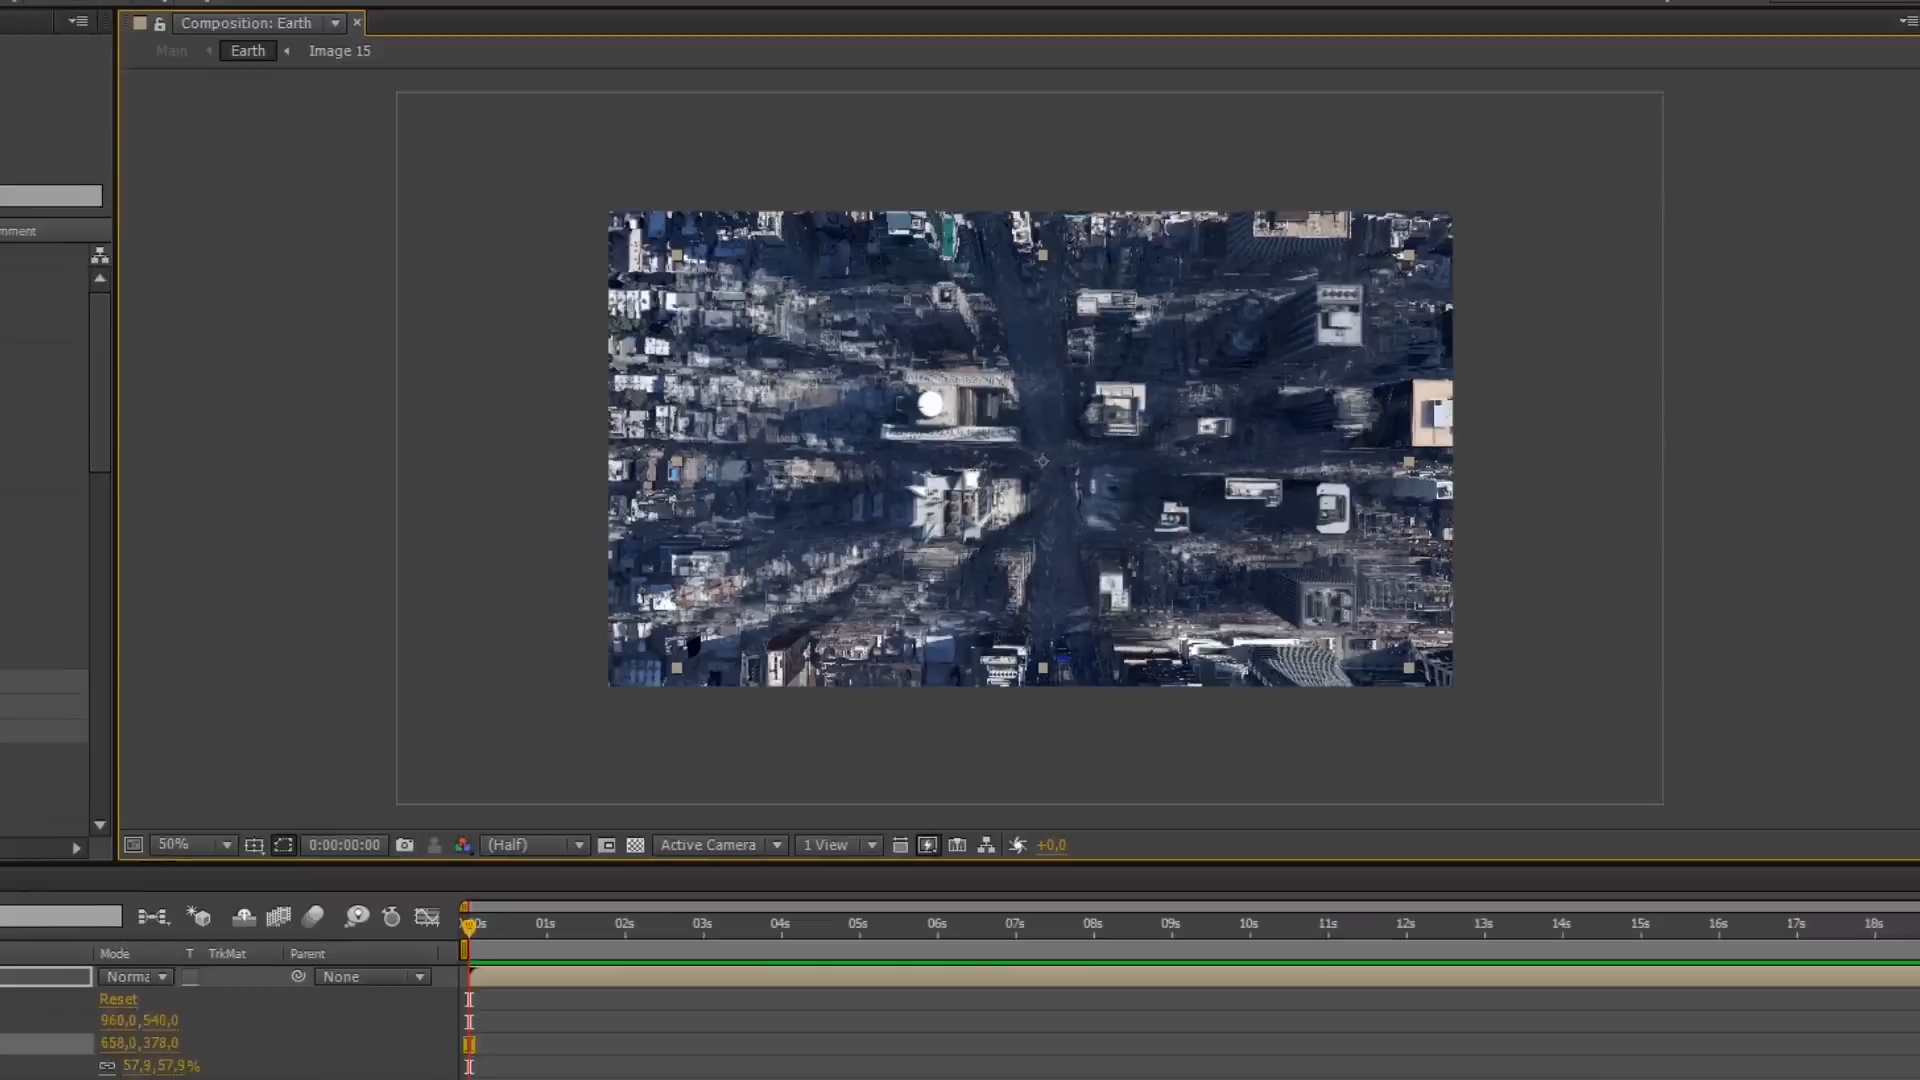 Composition: Earth
Main Earth Image 15
mment
50% 0:00:00:00 (Half) Active Camera 1 View +0,0
00s 01s 02s 03s 04s 05s 06s 07s 08s 09s 10s 11s 12s 13s 14s 15s 16s 17s 18s
Mode T TrkMat Parent
Norma None
Reset
960,0,540,0
658,0,378,0
57,9,57,9%